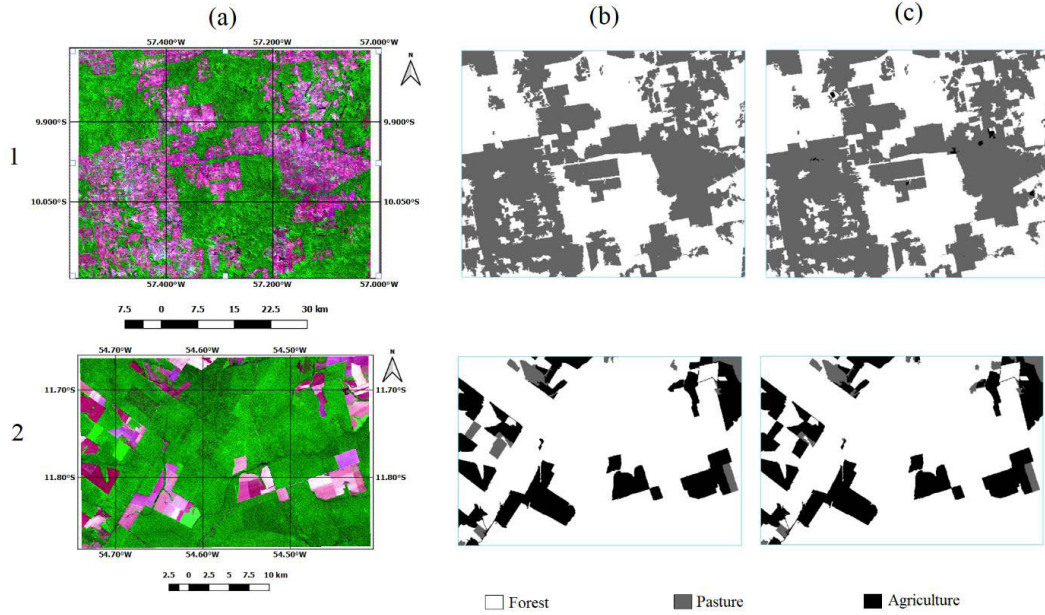 (a) (b) (c)
57.400°W 57.200°W 57.000°W
N
9.900°S 9.900°S
1
10.050°S 10.050°S
57.400°W 57.200°W 57.000°W
7.5 0 7.5 15 22.5 30 km
54.70°W 54.60°W 54.50°W
N
11.70°S 11.70°S
2
11.80°S 11.80°S
54.70°W 54.60°W 54.50°W
2.5 0 2.5 5 7.5 10 km
Forest Pasture Agriculture